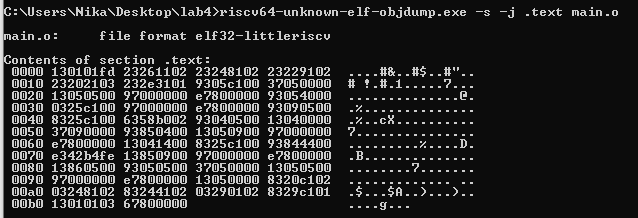 C:\Users\Nika\Desktop\lab4>riscv64-unknown-elf-objdump.exe -s -j .text main.o
main.o:     file format elf32-littleriscv
Contents of section .text:
 0000 130101fd 23261102 23248102 23229102  ....#&..#$..#"..
 0010 23202103 232e3101 9305c100 37050000  # !.#.1.....7...
 0020 13050500 97000000 e7800000 93054000  ..............@.
 0030 0325c100 97000000 e7800000 93090500  .%..............
 0040 8325c100 6358b002 93040500 13040000  .%..cX..........
 0050 37090000 93850400 13050900 97000000  7...............
 0060 e7800000 13041400 8325c100 93844400  .........%....D.
 0070 e342b4fe 13850900 97000000 e7800000  .B..............
 0080 13860500 93050500 37050000 13050500  ........7.......
 0090 97000000 e7800000 13050000 8320c102  ............. ..
 00a0 03248102 83244102 03290102 8329c101  .$...$A..)...)..
 00b0 13010103 67800000                    ....g...